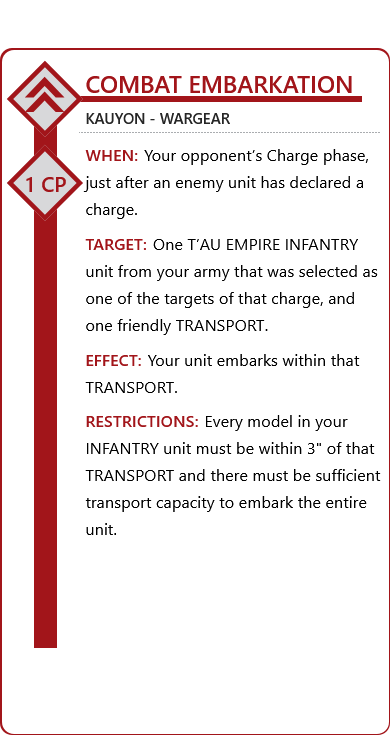 COMBAT EMBARKATION
KAUYON - WARGEAR
1 CP
WHEN: Your opponent’s Charge phase,
just after an enemy unit has declared a
charge.
TARGET: One T’AU EMPIRE INFANTRY
unit from your army that was selected as
one of the targets of that charge, and
one friendly TRANSPORT.
EFFECT: Your unit embarks within that
TRANSPORT.
RESTRICTIONS: Every model in your
INFANTRY unit must be within 3" of that
TRANSPORT and there must be sufficient
transport capacity to embark the entire
unit.